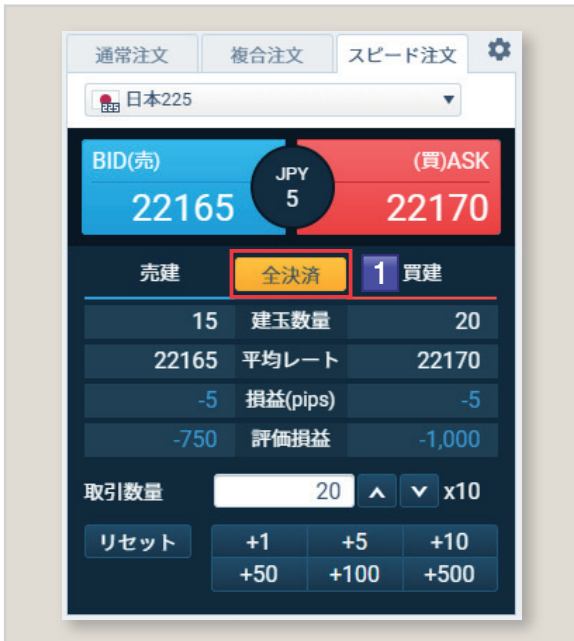 通常注文 複合注文 スピード注文
225 日本225
BID(売) JPY (買)ASK
22165 5 22170
売建 全決済 1 買建
15 建玉数量 20
22165 平均レート 22170
-5 損益(pips) -5
-750 評価損益 -1,000
取引数量 20 x10
リセット +1 +5 +10
+50 +100 +500